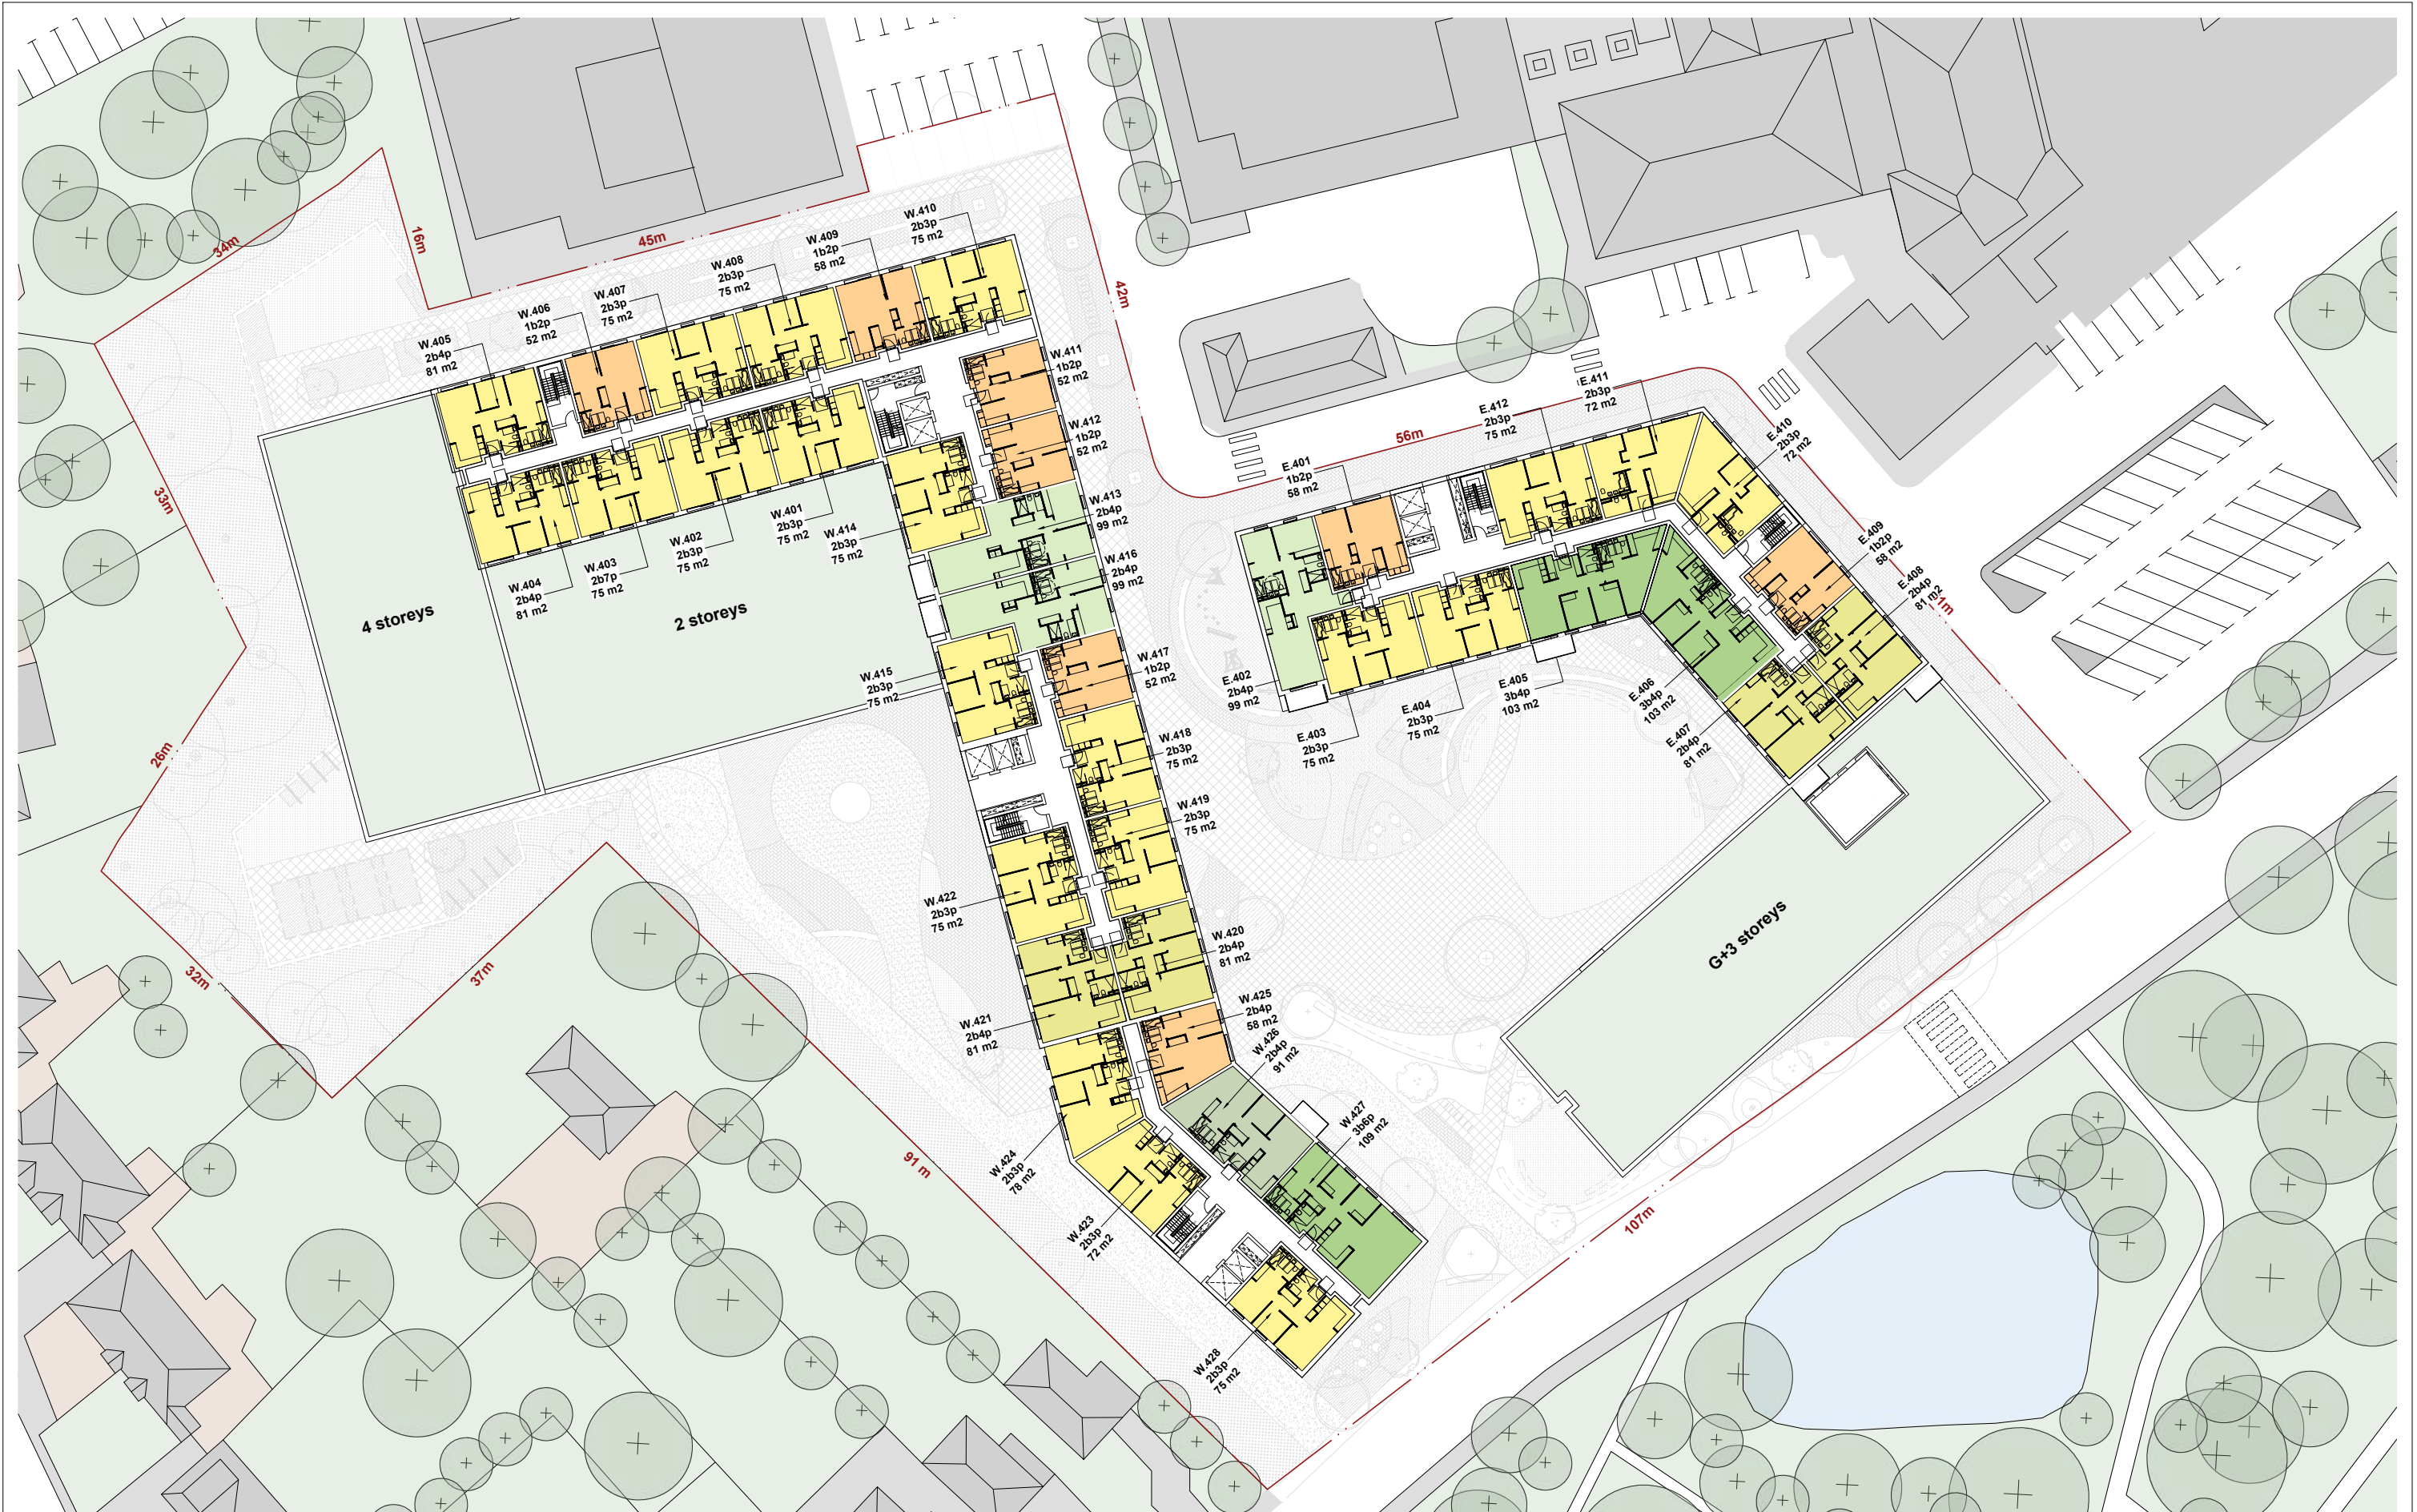 34m
16m
45m
42m
33m
26m
32m
37m
91 m
107m
56m
1m
W.405
2b4p
81 m2
W.406
1b2p
52 m2
W.407
2b3p
75 m2
W.408
2b3p
75 m2
W.409
1b2p
58 m2
W.410
2b3p
75 m2
W.411
1b2p
52 m2
W.412
1b2p
52 m2
W.413
2b4p
99 m2
W.416
2b4p
99 m2
W.417
1b2p
52 m2
W.418
2b3p
75 m2
W.419
2b3p
75 m2
W.420
2b4p
81 m2
W.425
2b4p
58 m2
W.426
2b4p
91 m2
W.427
3b6p
109 m2
W.404
2b4p
81 m2
W.403
2b7p
75 m2
W.402
2b3p
75 m2
W.401
2b3p
75 m2
W.414
2b3p
75 m2
W.415
2b3p
75 m2
W.422
2b3p
75 m2
W.421
2b4p
81 m2
W.424
2b3p
78 m2
W.423
2b3p
72 m2
W.428
2b3p
75 m2
4 storeys
2 storeys
E.401
1b2p
58 m2
E.412
2b3p
75 m2
E.411
2b3p
72 m2
E.410
2b3p
72 m2
E.409
1b2p
58 m2
E.408
2b4p
81 m2
E.402
2b4p
99 m2
E.403
2b3p
75 m2
E.404
2b3p
75 m2
E.405
3b4p
103 m2
E.406
3b4p
103 m2
E.407
2b4p
81 m2
G+3 storeys